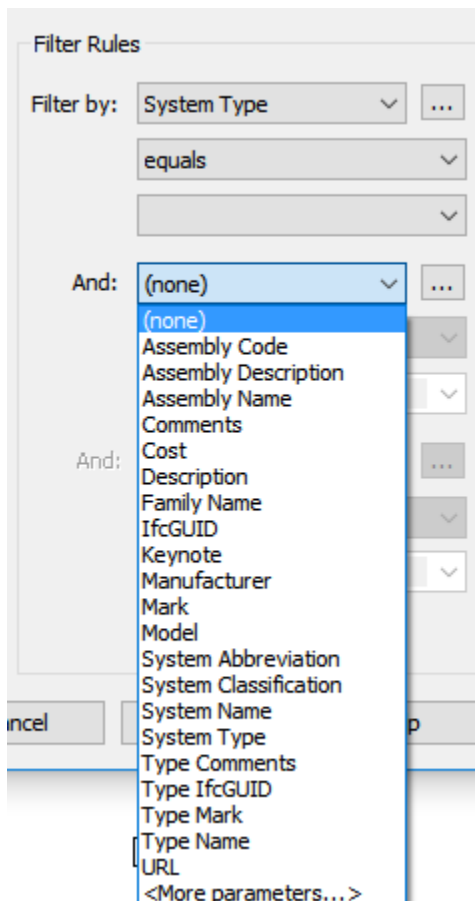 Filter Rules
Filter by: System Type ...
equals
And: (none) ...
(none)
Assembly Code
Assembly Description
Assembly Name
Comments
Cost
And: ...
Description
Family Name
IfcGUID
Keynote
Manufacturer
Mark
Model
System Abbreviation
System Classification
System Name
ncel
p
System Type
Type Comments
Type IfcGUID
Type Mark
Type Name
URL
<More parameters...>